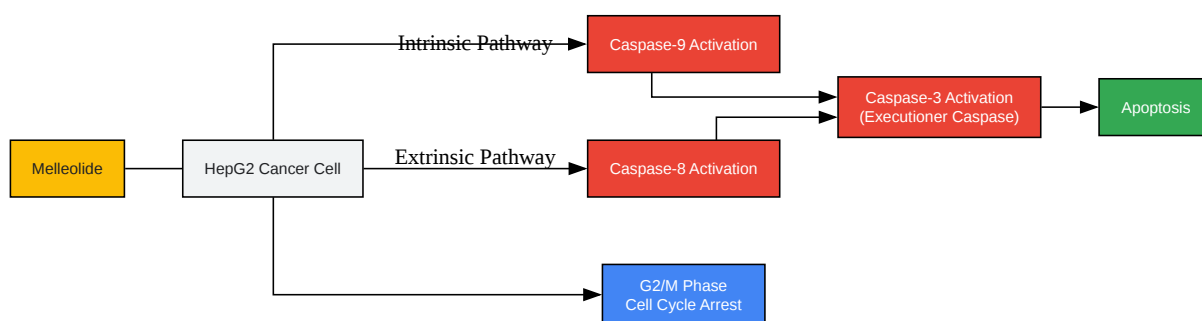 Intrinsic Pathway
Caspase-9 Activation
Caspase-3 Activation
(Executioner Caspase)
Apoptosis
Melleolide
HepG2 Cancer Cell
Extrinsic Pathway
Caspase-8 Activation
G2/M Phase
Cell Cycle Arrest